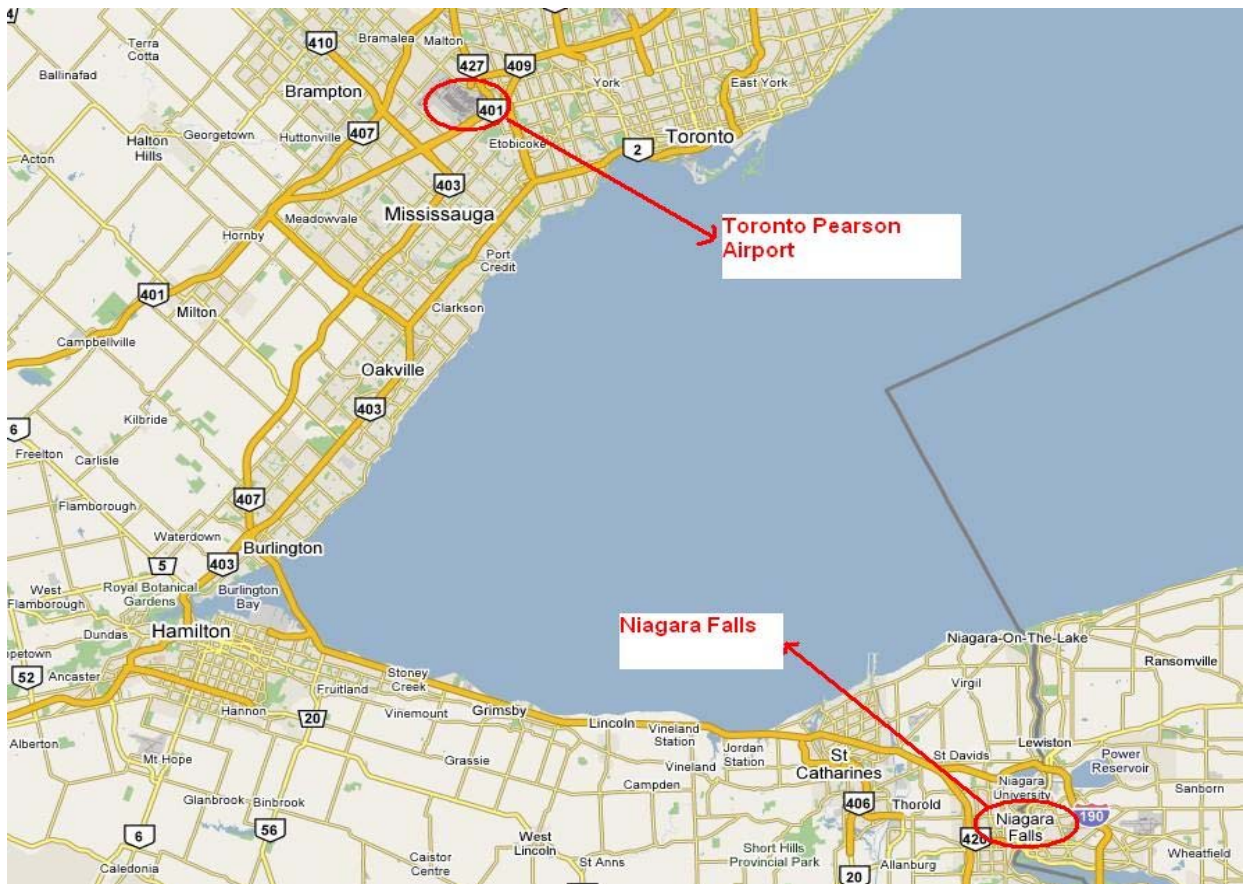 4
410
Bramalea
Malton
Terra
Cotta
427
409
York
East York
Ballinafad
Brampton
401
Georgetown
Huttonville
407
Halton
Hills
Etobicoke
Toronto
2
Acton
403
Meadowvale
Mississauga
Toronto Pearson
Airport
Hornby
Port
Credit
401
Milton
Clarkson
Campbellville
Oakville
403
Kilbride
6
Freelton
Carlisle
407
Flamborough
Waterdown
Burlington
403
5
West
Flamborough
Royal Botanical
Gardens
Burlington
Bay
Niagara Falls
Dundas
Hamilton
Niagara-On-The-Lake
opetown
Ransomville
52
Ancaster
Stoney
Creek
Fruitland
Virgil
Hannon
20
Vinemount
Grimsby
Lincoln
Vineland
Station
Alberton
Mt Hope
Grassie
Jordan
Station
St
Catharines
St Davids
Lewiston
Power
Reservoir
Vineland
Campden
Niagara
University
Sanborn
Glanbrook
Binbrook
406
Thorold
190
6
56
West
Lincoln
420
Niagara
Falls
Short Hills
Provincial Park
Wheatfield
Caledonia
Caistor
Centre
St Anns
20
Allanburg